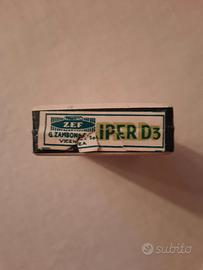 ZEF
G. ZAMBON
VICENZA
IPER D3
subito